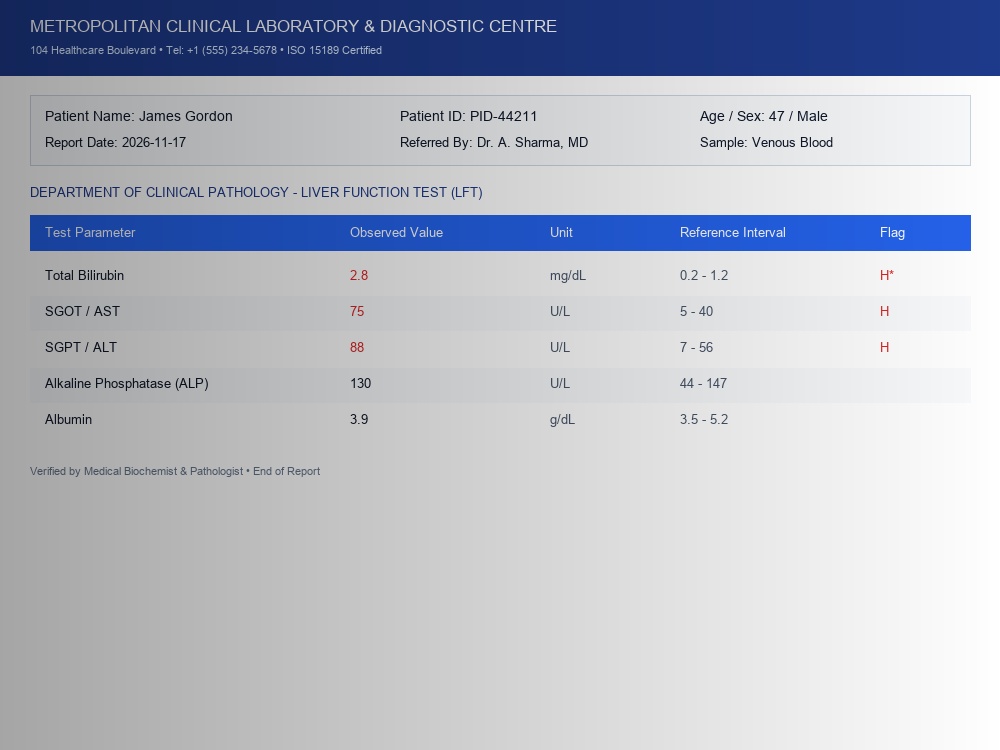 METROPOLITAN CLINICAL LABORATORY & DIAGNOSTIC CENTRE
104 Healthcare Boulevard • Tel: +1 (555) 234-5678 • ISO 15189 Certified
Patient Name: James Gordon Patient ID: PID-44211 Age / Sex: 47 / Male
Report Date: 2026-11-17 Referred By: Dr. A. Sharma, MD Sample: Venous Blood
DEPARTMENT OF CLINICAL PATHOLOGY - LIVER FUNCTION TEST (LFT)
Test Parameter Observed Value Unit Reference Interval Flag
Total Bilirubin 2.8 mg/dL 0.2 - 1.2 H*
SGOT / AST 75 U/L 5 - 40 H
SGPT / ALT 88 U/L 7 - 56 H
Alkaline Phosphatase (ALP) 130 U/L 44 - 147
Albumin 3.9 g/dL 3.5 - 5.2
Verified by Medical Biochemist & Pathologist • End of Report